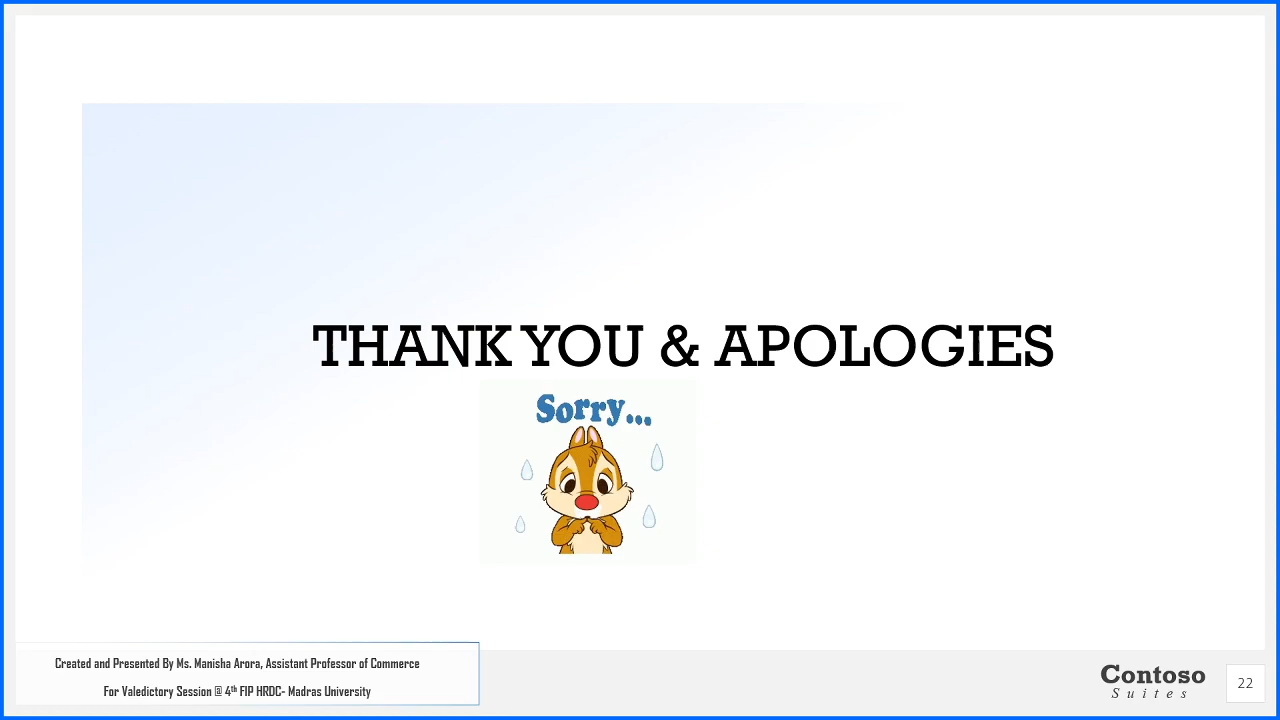 THANK YOU & APOLOGIES
Sorry...
Created and Presented By Ms. Manisha Arora, Assistant Professor of Commerce
For Valedictory Session @ 4th FIP HRDC- Madras University
Contoso
Suites
22